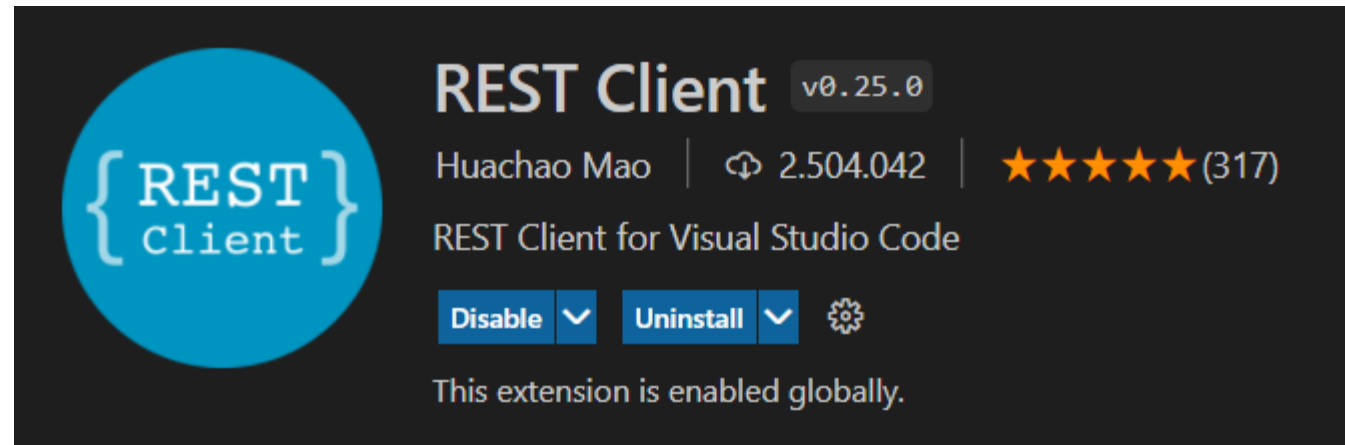 { REST
Client }
REST Client v0.25.0
Huachao Mao | 2.504.042 | ★★★★★(317)
REST Client for Visual Studio Code
Disable Uninstall
This extension is enabled globally.